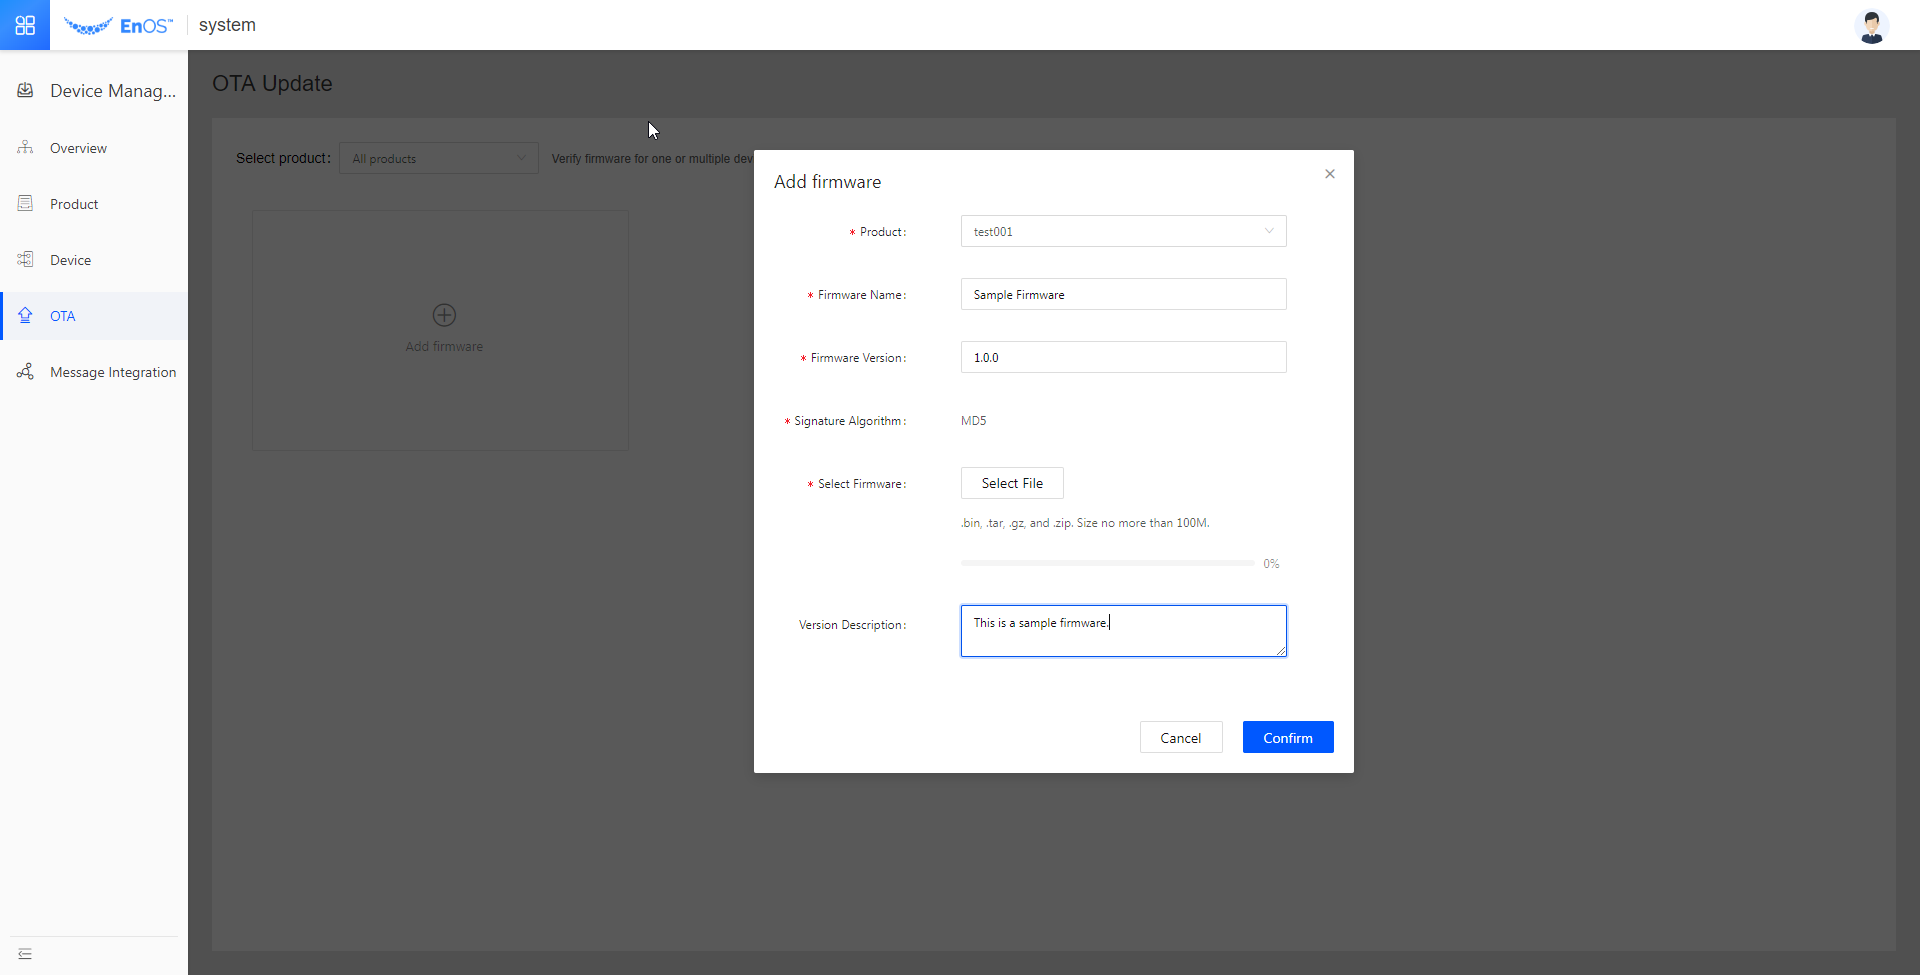 EnOS™
system
Device Manag...
Overview
Product
Device
OTA
Message Integration
OTA Update
Select product:
All products
Verify firmware for one or multiple dev
Add firmware
Add firmware
* Product:
test001
* Firmware Name:
Sample Firmware
* Firmware Version:
1.0.0
* Signature Algorithm:
MD5
* Select Firmware:
Select File
.bin, .tar, .gz, and .zip. Size no more than 100M.
0%
Version Description:
This is a sample firmware.
Cancel
Confirm